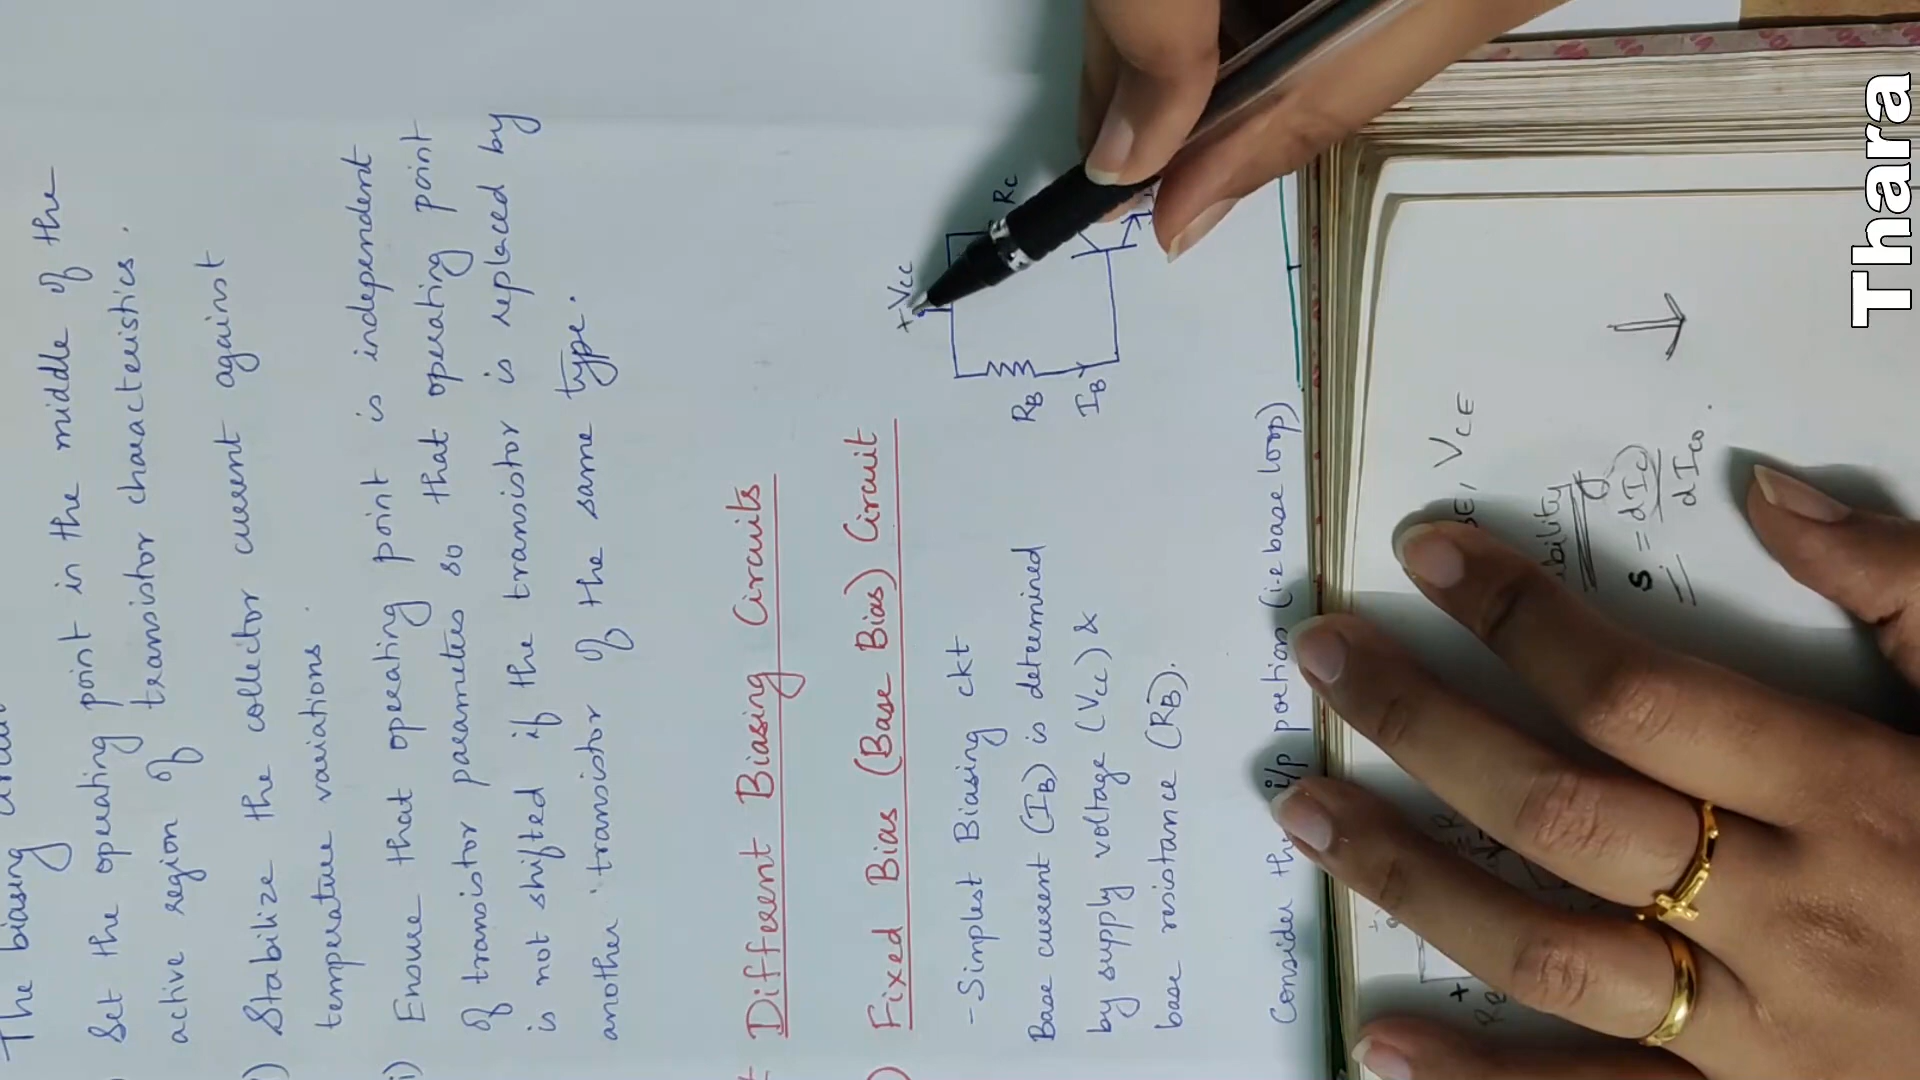 The biasing
Set the operating point in the middle of the
active region of transistor characteristics.
) Stabilize the collector current against
temperature variations.
i) Ensure that operating point is independent
of transistor parameters so that operating point
is not shifted if the transistor is replaced by
another transistor of the same type.
Different Biasing Circuits
) Fixed Bias (Base Bias) Circuit
-Simplest Biasing ckt
Base current (IB) is determined
by supply voltage (Vcc) &
base resistance (RB).
+Vcc
RC
RB
IB
Consider the i/p portion (i.e base loop)
BE, VCE
ibility
S = dIC
dIco.
Thara